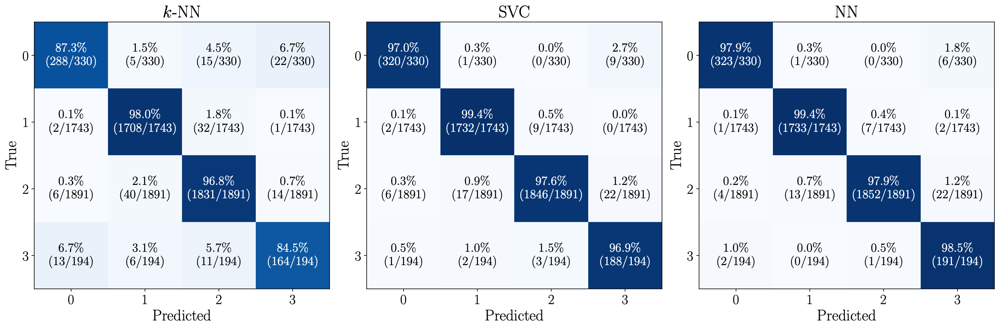 k-NN
87.3% 1.5% 4.5% 6.7%
0 (288/330) (5/330) (15/330) (22/330)
0.1% 98.0% 1.8% 0.1%
1 (2/1743) (1708/1743) (32/1743) (1/1743)
True
0.3% 2.1% 96.8% 0.7%
2 (6/1891) (40/1891) (1831/1891) (14/1891)
6.7% 3.1% 5.7% 84.5%
3 (13/194) (6/194) (11/194) (164/194)
0 1 2 3
Predicted
SVC
97.0% 0.3% 0.0% 2.7%
0 (320/330) (1/330) (0/330) (9/330)
0.1% 99.4% 0.5% 0.0%
1 (2/1743) (1732/1743) (9/1743) (0/1743)
True
0.3% 0.9% 97.6% 1.2%
2 (6/1891) (17/1891) (1846/1891) (22/1891)
0.5% 1.0% 1.5% 96.9%
3 (1/194) (2/194) (3/194) (188/194)
0 1 2 3
Predicted
NN
97.9% 0.3% 0.0% 1.8%
0 (323/330) (1/330) (0/330) (6/330)
0.1% 99.4% 0.4% 0.1%
1 (1/1743) (1733/1743) (7/1743) (2/1743)
True
0.2% 0.7% 97.9% 1.2%
2 (4/1891) (13/1891) (1852/1891) (22/1891)
1.0% 0.0% 0.5% 98.5%
3 (2/194) (0/194) (1/194) (191/194)
0 1 2 3
Predicted